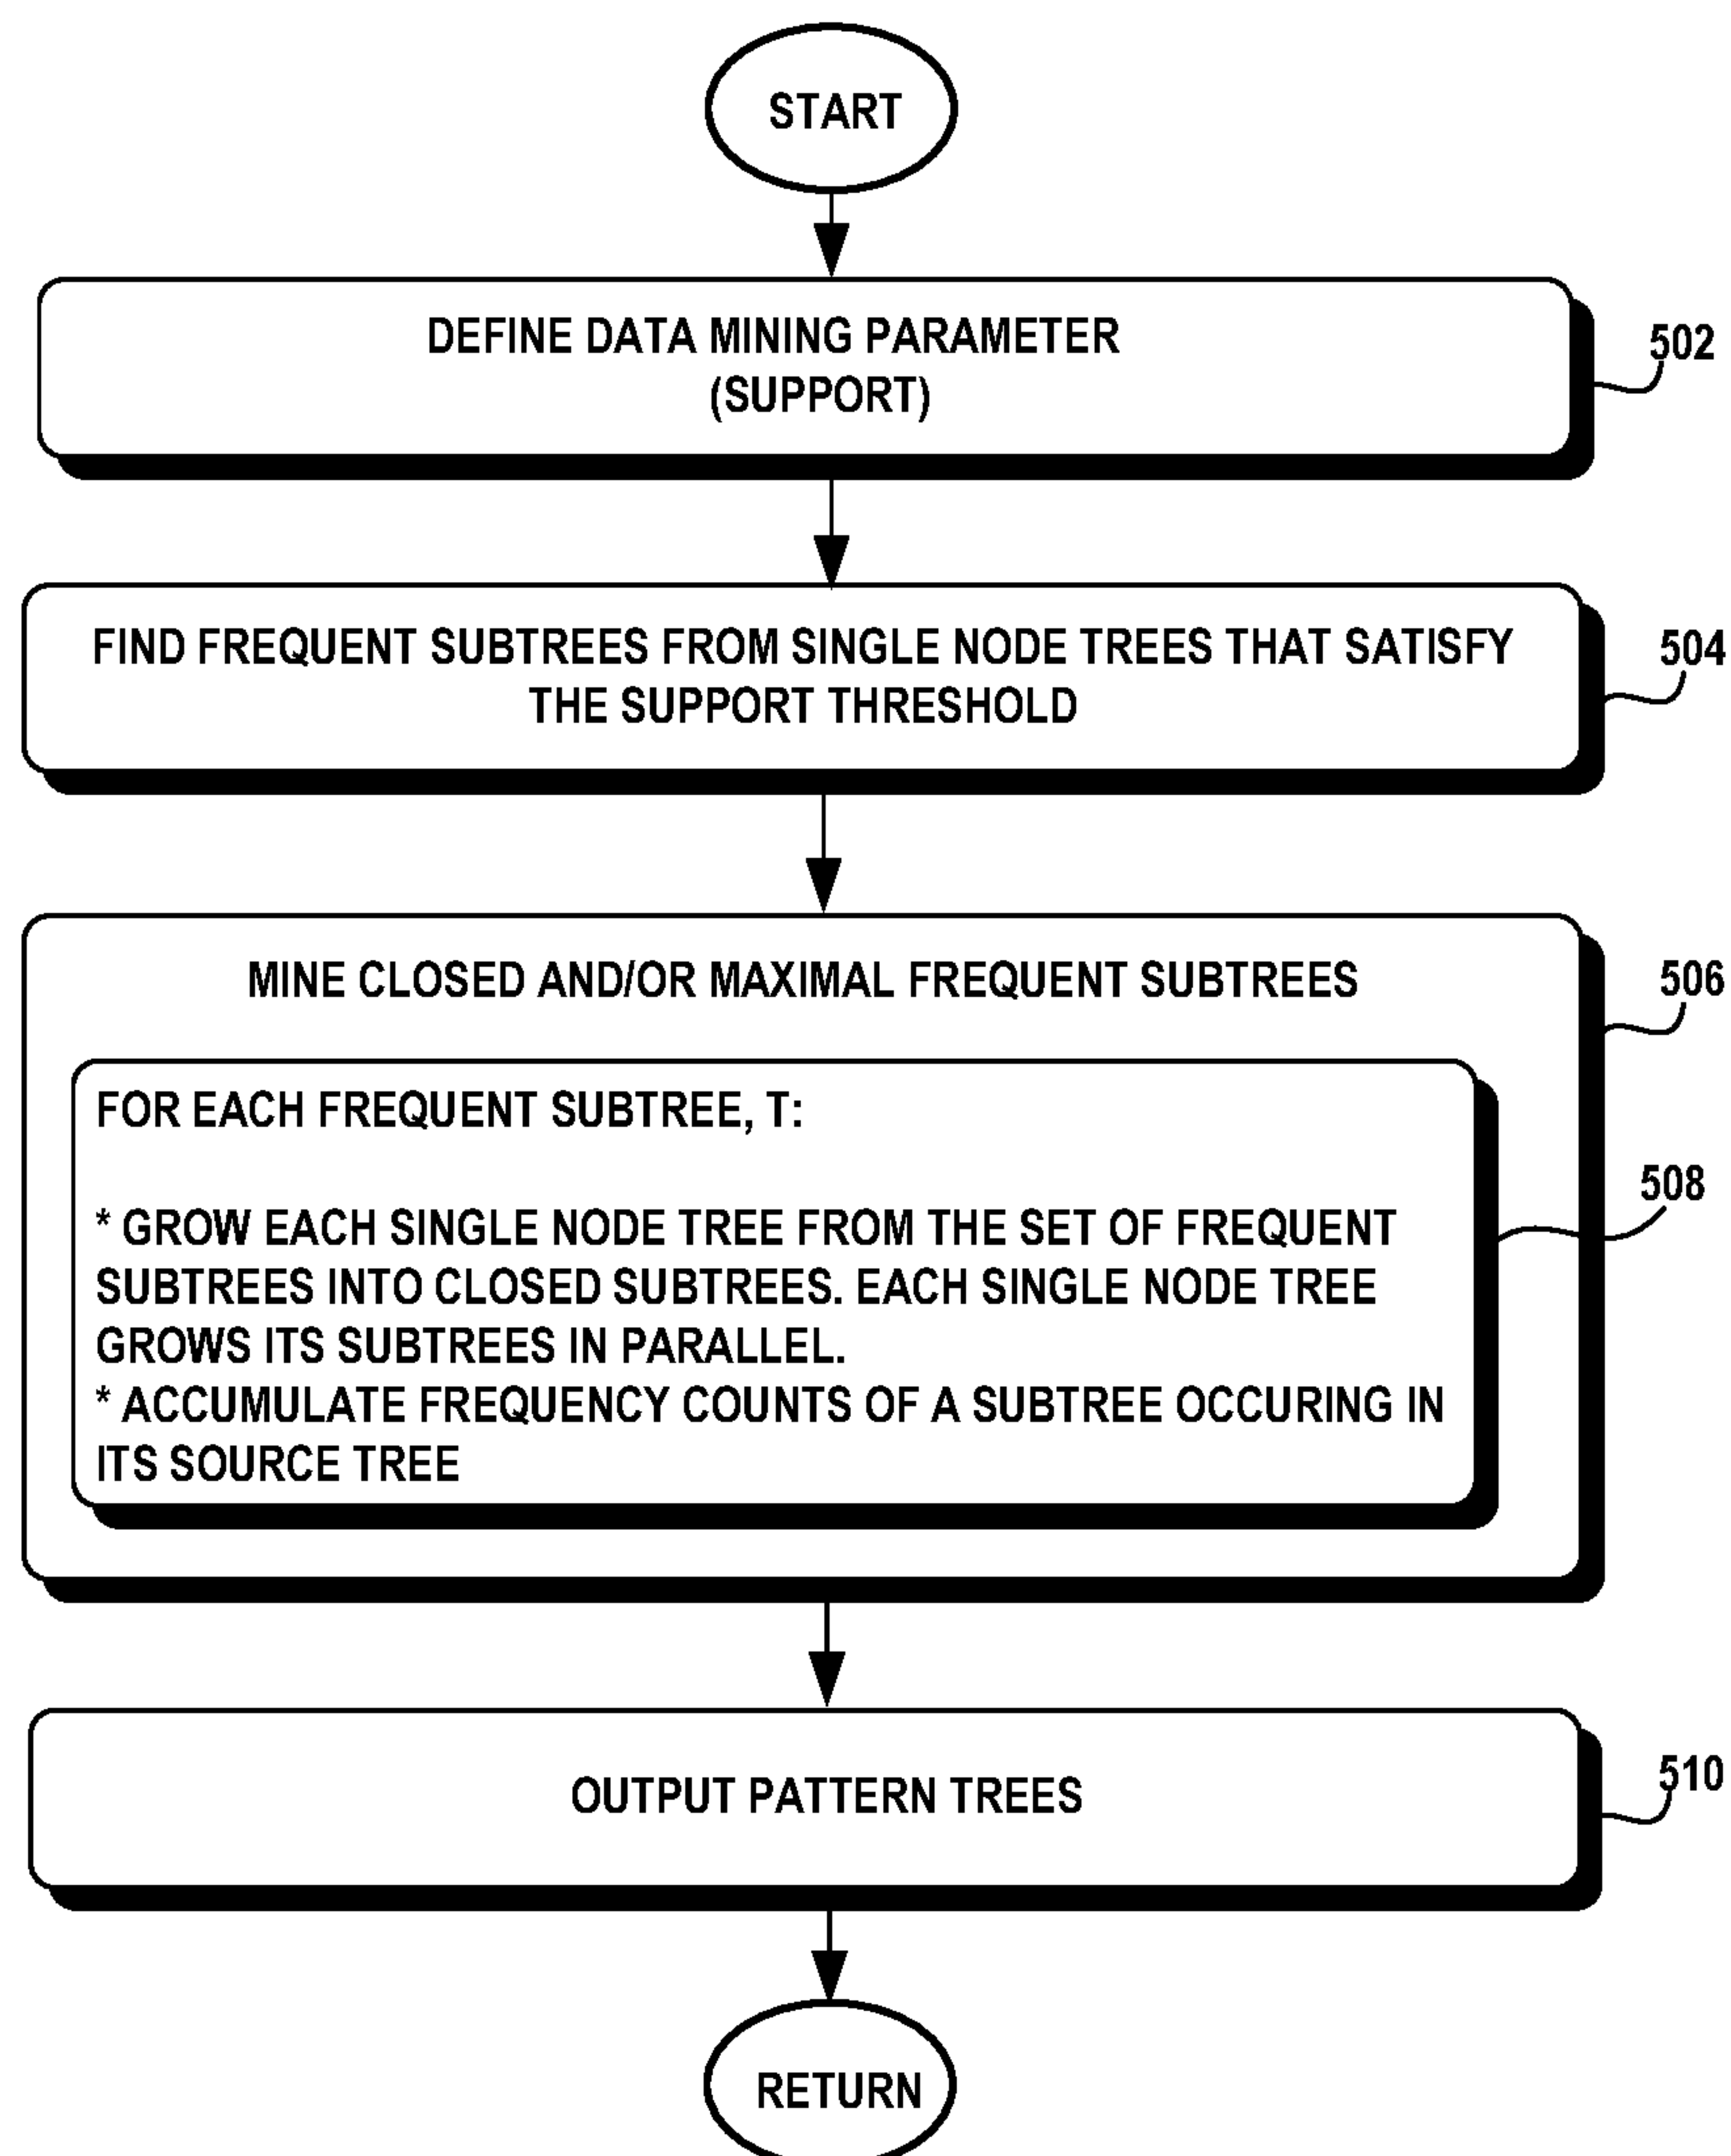 START
DEFINE DATA MINING PARAMETER
(SUPPORT)
502
FIND FREQUENT SUBTREES FROM SINGLE NODE TREES THAT SATISFY
THE SUPPORT THRESHOLD
504
MINE CLOSED AND/OR MAXIMAL FREQUENT SUBTREES
506
FOR EACH FREQUENT SUBTREE, T:
* GROW EACH SINGLE NODE TREE FROM THE SET OF FREQUENT
SUBTREES INTO CLOSED SUBTREES. EACH SINGLE NODE TREE
GROWS ITS SUBTREES IN PARALLEL.
* ACCUMULATE FREQUENCY COUNTS OF A SUBTREE OCCURING IN
ITS SOURCE TREE
508
OUTPUT PATTERN TREES
510
RETURN